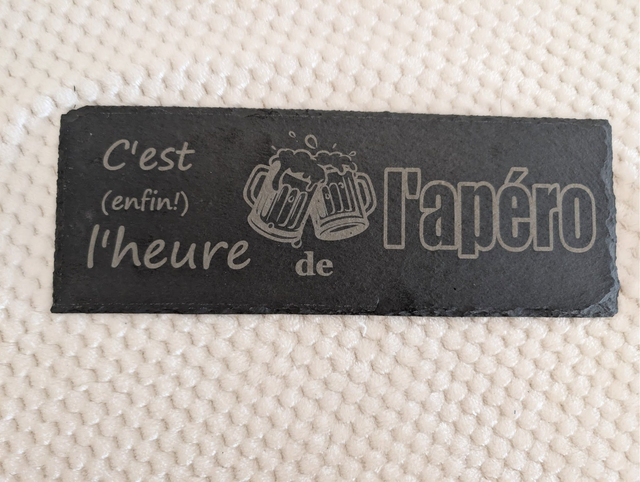 C'est
(enfin!)
l'heure
de
l'apéro